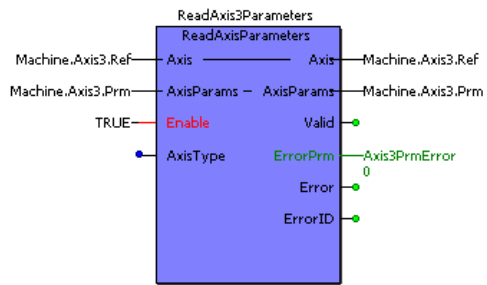 ReadAxis3Parameters
ReadAxisParameters
Machine.Axis3.Ref Axis Axis Machine.Axis3.Ref
Machine.Axis3.Prm AxisParams AxisParams Machine.Axis3.Prm
TRUE Enable Valid
AxisType ErrorPrm Axis3PrmError
0
Error
ErrorID